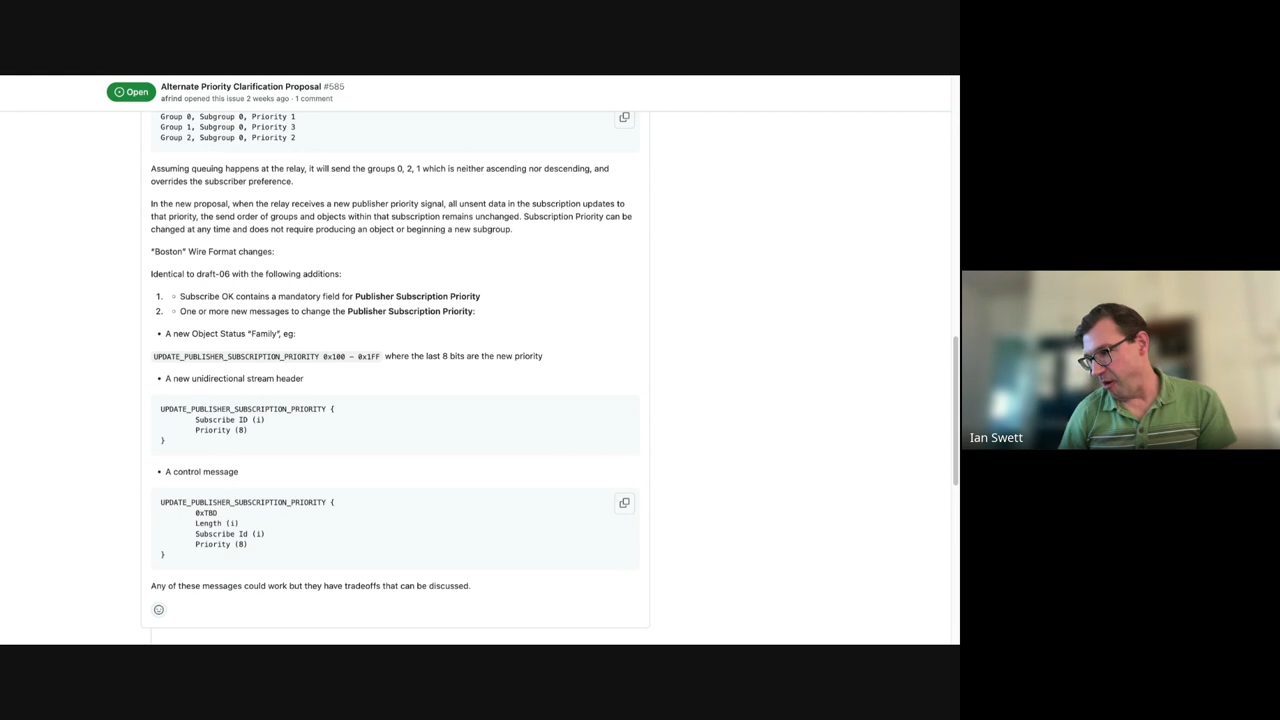 Open
Alternate Priority Clarification Proposal #585
afrind opened this issue 2 weeks ago · 1 comment
Group 0, Subgroup 0, Priority 1
Group 1, Subgroup 0, Priority 3
Group 2, Subgroup 0, Priority 2
Assuming queuing happens at the relay, it will send the groups 0, 2, 1 which is neither ascending nor descending, and
overrides the subscriber preference.
In the new proposal, when the relay receives a new publisher priority signal, all unsent data in the subscription updates to
that priority, the send order of groups and objects within that subscription remains unchanged. Subscription Priority can be
changed at any time and does not require producing an object or beginning a new subgroup.
"Boston" Wire Format changes:
Identical to draft-06 with the following additions:
1. ○ Subscribe OK contains a mandatory field for Publisher Subscription Priority
2. ○ One or more new messages to change the Publisher Subscription Priority:
• A new Object Status "Family", eg:
UPDATE_PUBLISHER_SUBSCRIPTION_PRIORITY 0x100 – 0x1FF where the last 8 bits are the new priority
• A new unidirectional stream header
UPDATE_PUBLISHER_SUBSCRIPTION_PRIORITY {
Subscribe ID (i)
Priority (8)
}
• A control message
UPDATE_PUBLISHER_SUBSCRIPTION_PRIORITY {
0xTBD
Length (i)
Subscribe Id (i)
Priority (8)
}
Any of these messages could work but they have tradeoffs that can be discussed.
Ian Swett